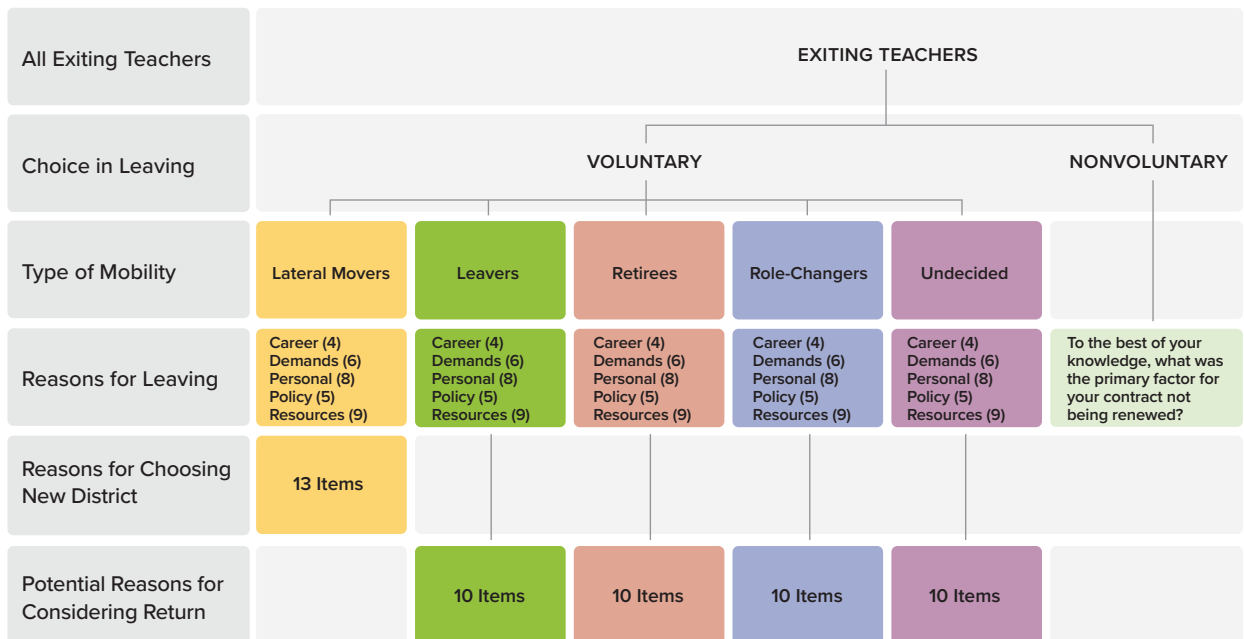 All Exiting Teachers
EXITING TEACHERS
Choice in Leaving
VOLUNTARY
NONVOLUNTARY
Type of Mobility
Lateral Movers
Leavers
Retirees
Role-Changers
Undecided
Reasons for Leaving
Career (4)
Demands (6)
Personal (8)
Policy (5)
Resources (9)
Career (4)
Demands (6)
Personal (8)
Policy (5)
Resources (9)
Career (4)
Demands (6)
Personal (8)
Policy (5)
Resources (9)
Career (4)
Demands (6)
Personal (8)
Policy (5)
Resources (9)
Career (4)
Demands (6)
Personal (8)
Policy (5)
Resources (9)
To the best of your
knowledge, what was
the primary factor for
your contract not
being renewed?
Reasons for Choosing
New District
13 Items
Potential Reasons for
Considering Return
10 Items
10 Items
10 Items
10 Items